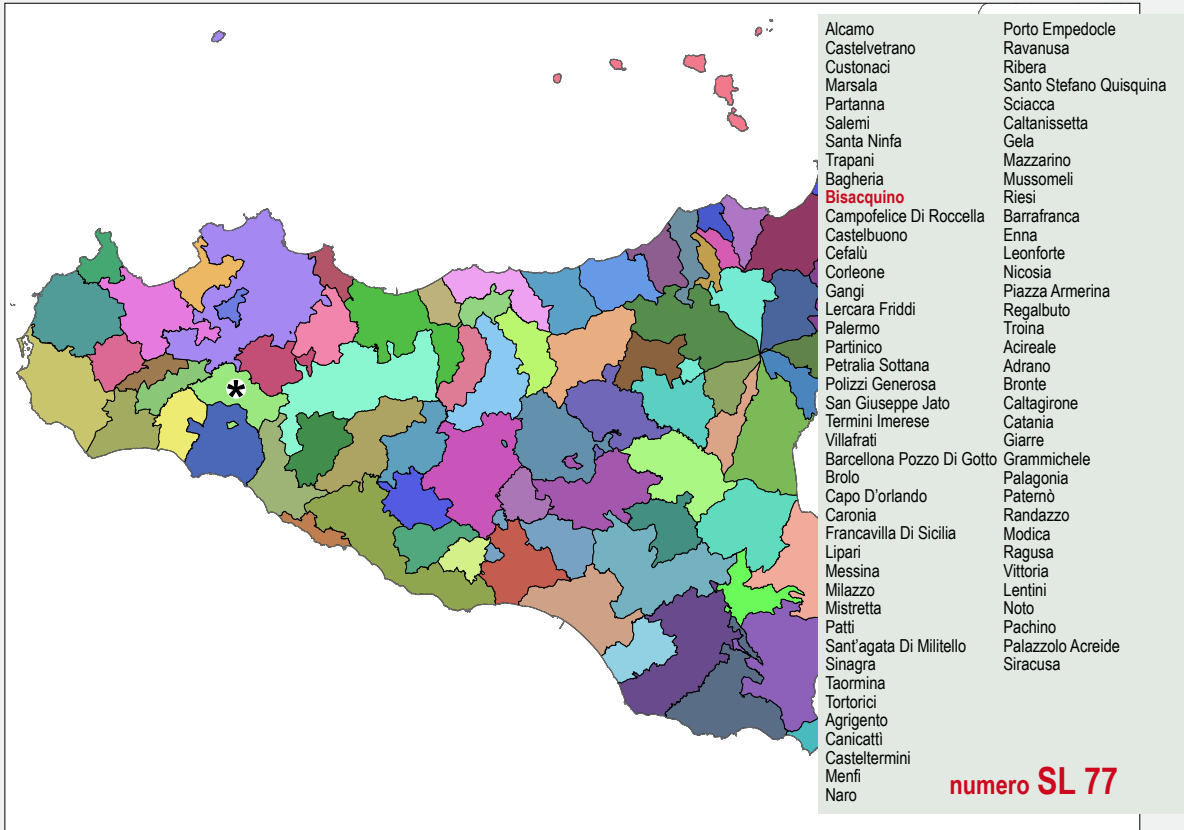 Alcamo
Castelvetrano
Custonaci
Marsala
Partanna
Salemi
Santa Ninfa
Trapani
Bagheria
Bisacquino
Campofelice Di Roccella
Castelbuono
Cefalù
Corleone
Gangi
Lercara Friddi
Palermo
Partinico
Petralia Sottana
Polizzi Generosa
San Giuseppe Jato
Termini Imerese
Villafrati
Barcellona Pozzo Di Gotto
Brolo
Capo D'orlando
Caronia
Francavilla Di Sicilia
Lipari
Messina
Milazzo
Mistretta
Patti
Sant'agata Di Militello
Sinagra
Taormina
Tortorici
Agrigento
Canicattì
Casteltermini
Menfi
Naro
Porto Empedocle
Ravanusa
Ribera
Santo Stefano Quisquina
Sciacca
Caltanissetta
Gela
Mazzarino
Mussomeli
Riesi
Barrafranca
Enna
Leonforte
Nicosia
Piazza Armerina
Regalbuto
Troina
Acireale
Adrano
Bronte
Caltagirone
Catania
Giarre
Grammichele
Palagonia
Paternò
Randazzo
Modica
Ragusa
Vittoria
Lentini
Noto
Pachino
Palazzolo Acreide
Siracusa
numero SL 77
*